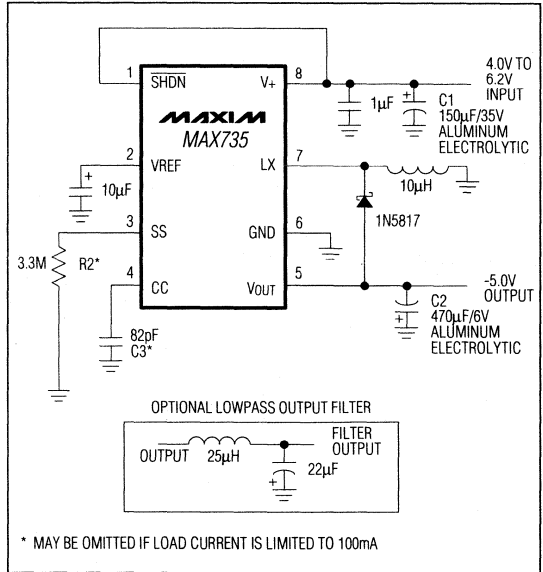 1
SHDN
V+
8
4.0V TO
6.2V
INPUT
MAXIM
MAX735
1µF
+
C1
150µF/35V
ALUMINUM
ELECTROLYTIC
2
VREF
LX
7
+
10µF
10µH
1N5817
3
SS
GND
6
3.3M
R2*
4
CC
VOUT
5
-5.0V
OUTPUT
82pF
C3*
+
C2
470µF/6V
ALUMINUM
ELECTROLYTIC
OPTIONAL LOWPASS OUTPUT FILTER
OUTPUT
25µH
FILTER
OUTPUT
22µF
+
* MAY BE OMITTED IF LOAD CURRENT IS LIMITED TO 100mA